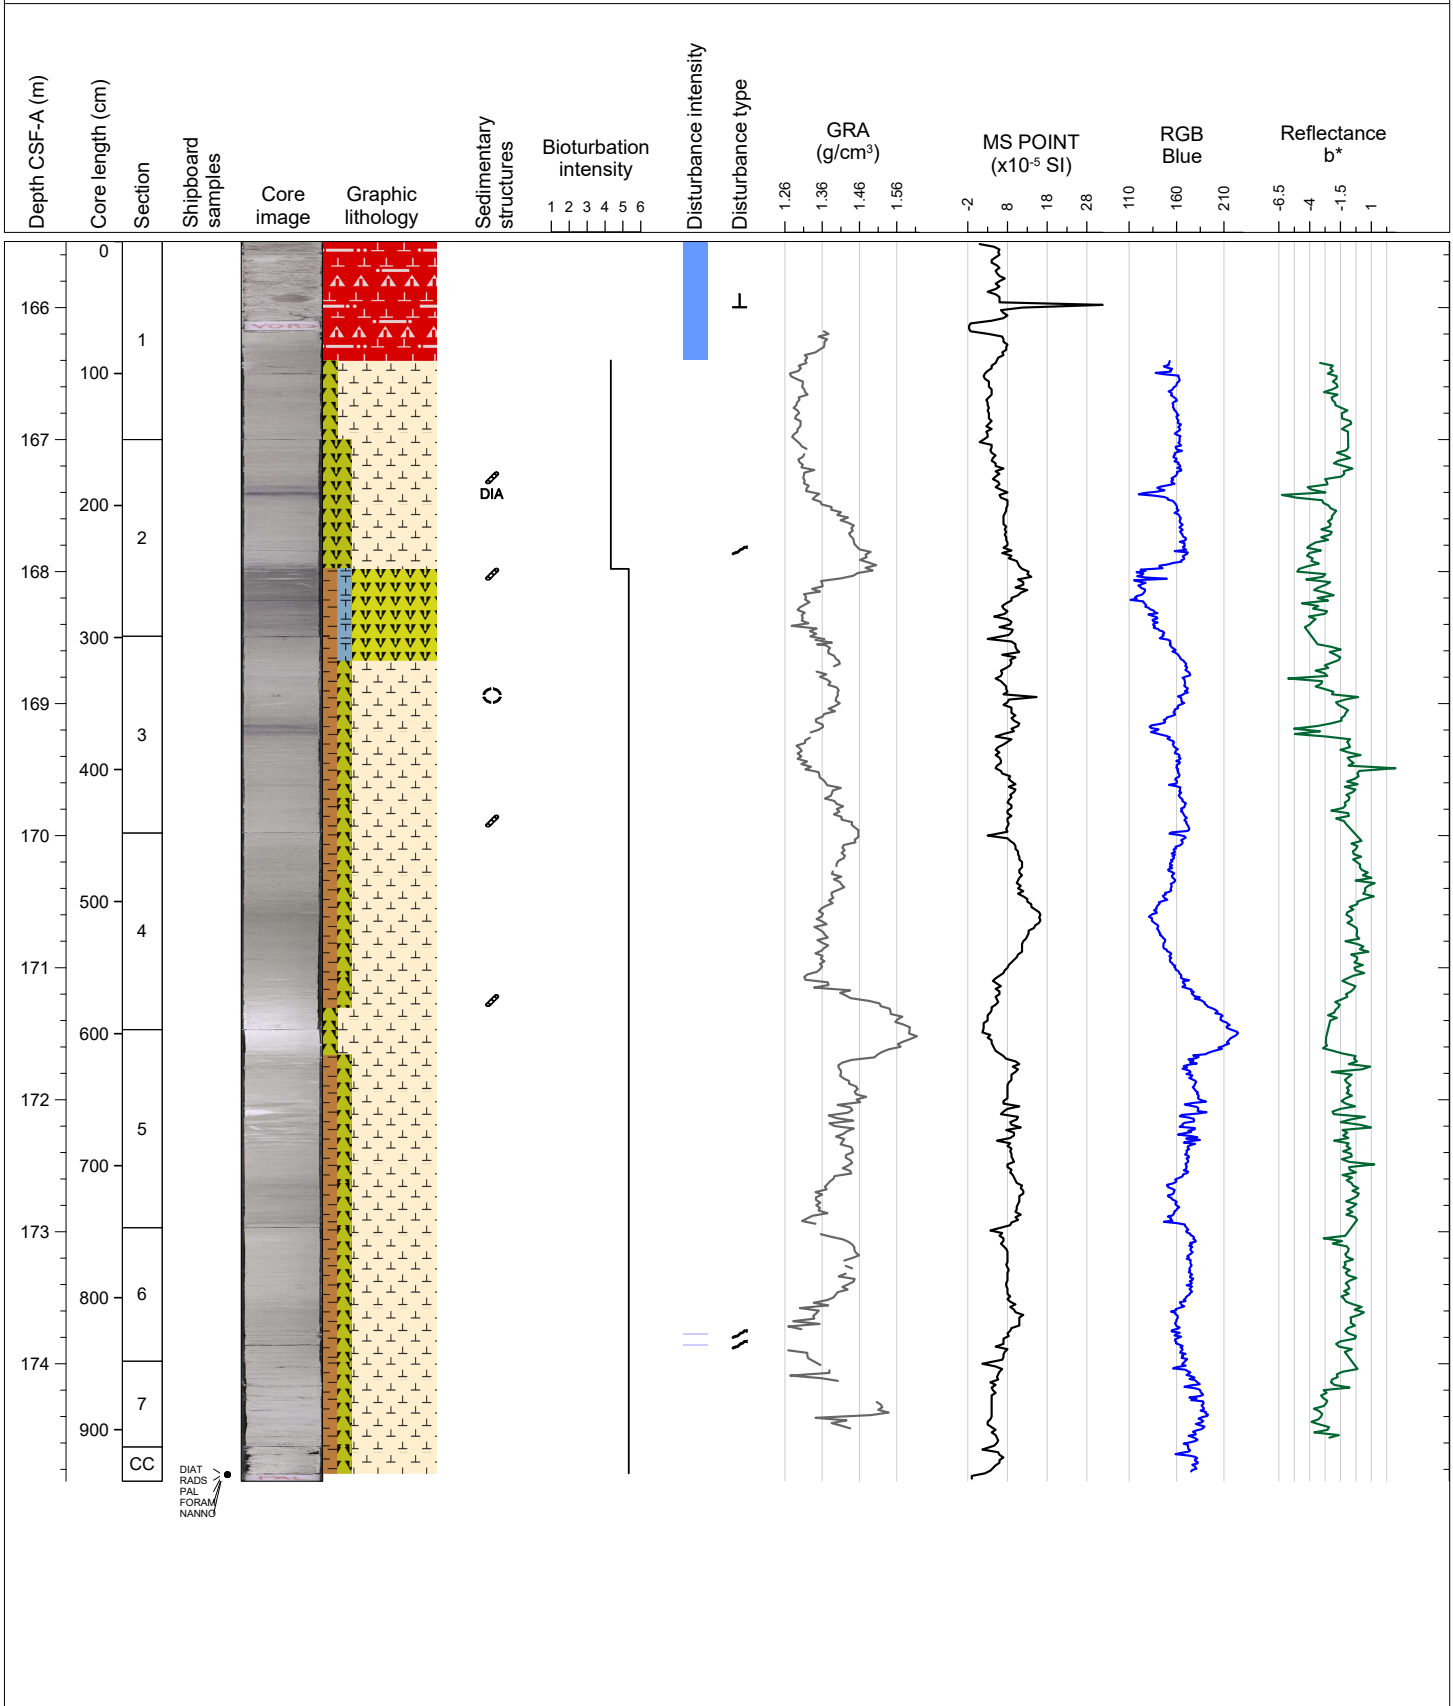 Depth CSF-A (m)
Core length (cm)
Section
Shipboard
samples
Core
image
Graphic
lithology
Sedimentary
structures
Bioturbation
intensity
1 2 3 4 5 6
Disturbance intensity
Disturbance type
GRA
(g/cm³)
1.26 1.36 1.46 1.56
MS POINT
(x10⁻⁵ SI)
-2 8 18 28
RGB
Blue
110 160 210
Reflectance
b*
-6.5 -4 -1.5 1
0
166
1
100
167
DIA
200
2
168
300
169
3
400
170
500
4
171
600
172
5
700
173
6
800
174
7
900
CC
DIAT
RADS
PAL
FORAM
NANNO